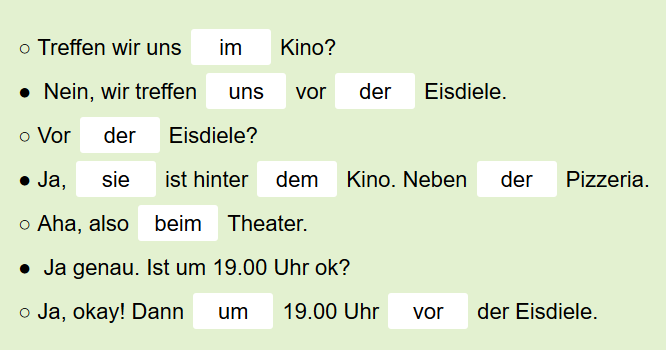 ○ Treffen wir uns im Kino?
● Nein, wir treffen uns vor der Eisdiele.
○ Vor der Eisdiele?
● Ja, sie ist hinter dem Kino. Neben der Pizzeria.
○ Aha, also beim Theater.
● Ja genau. Ist um 19.00 Uhr ok?
○ Ja, okay! Dann um 19.00 Uhr vor der Eisdiele.